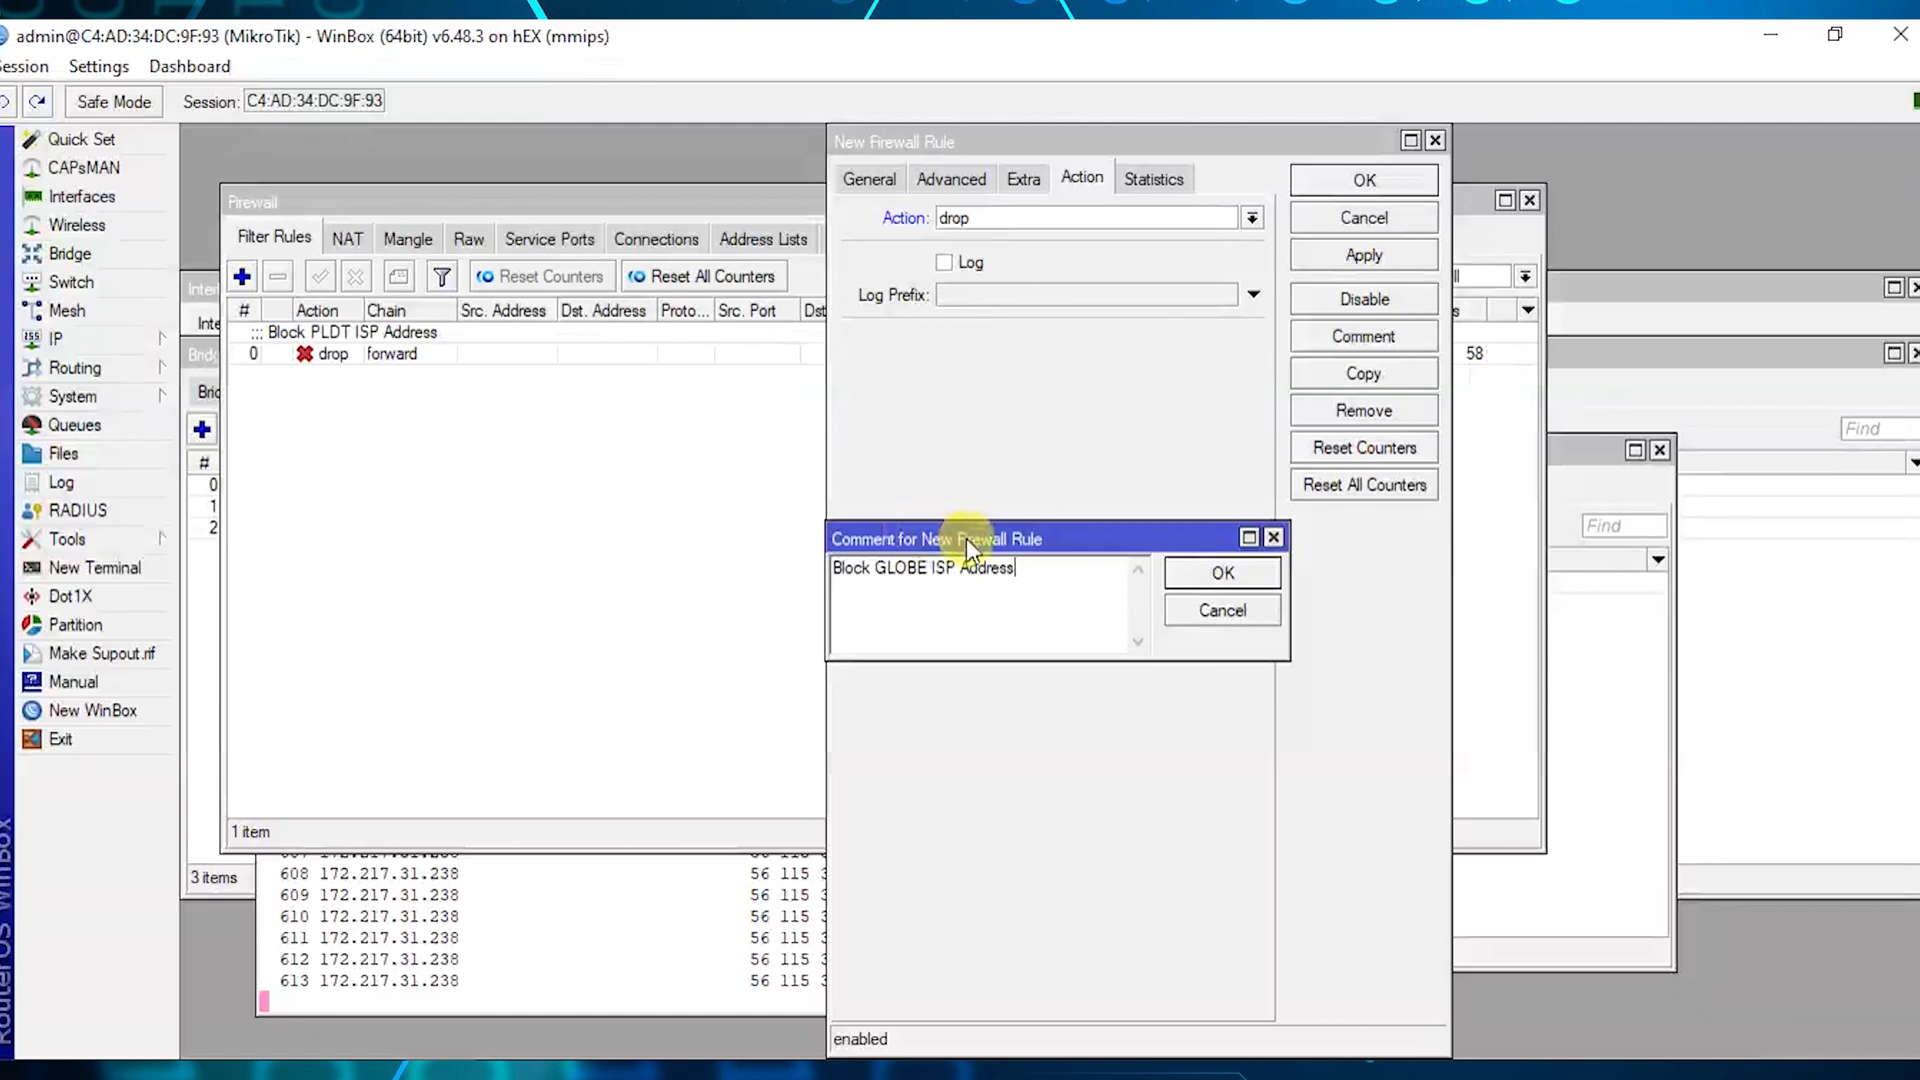 admin@C4:AD:34:DC:9F:93 (MikroTik) - WinBox (64bit) v6.48.3 on hEX (mmips)
Session Settings Dashboard
Safe Mode Session: C4:AD:34:DC:9F:93
Quick Set
CAPsMAN
Interfaces
Wireless
Bridge
Switch
Mesh
IP
Routing
System
Queues
Files
Log
RADIUS
Tools
New Terminal
Dot1X
Partition
Make Supout.rif
Manual
New WinBox
Exit
RouterOS WinBox
Firewall
Filter Rules NAT Mangle Raw Service Ports Connections Address Lists
Reset Counters Reset All Counters
# Action Chain Src. Address Dst. Address Proto... Src. Port Dst
::: Block PLDT ISP Address
0 drop forward
58
1 item
#
0
1
2
3 items
608 172.217.31.238 56 115
609 172.217.31.238 56 115
610 172.217.31.238 56 115
611 172.217.31.238 56 115
612 172.217.31.238 56 115
613 172.217.31.238 56 115
New Firewall Rule
General Advanced Extra Action Statistics
Action: drop
Log
Log Prefix:
OK
Cancel
Apply
Disable
Comment
Copy
Remove
Reset Counters
Reset All Counters
Comment for New Firewall Rule
Block GLOBE ISP Address
OK
Cancel
enabled
Find
Find